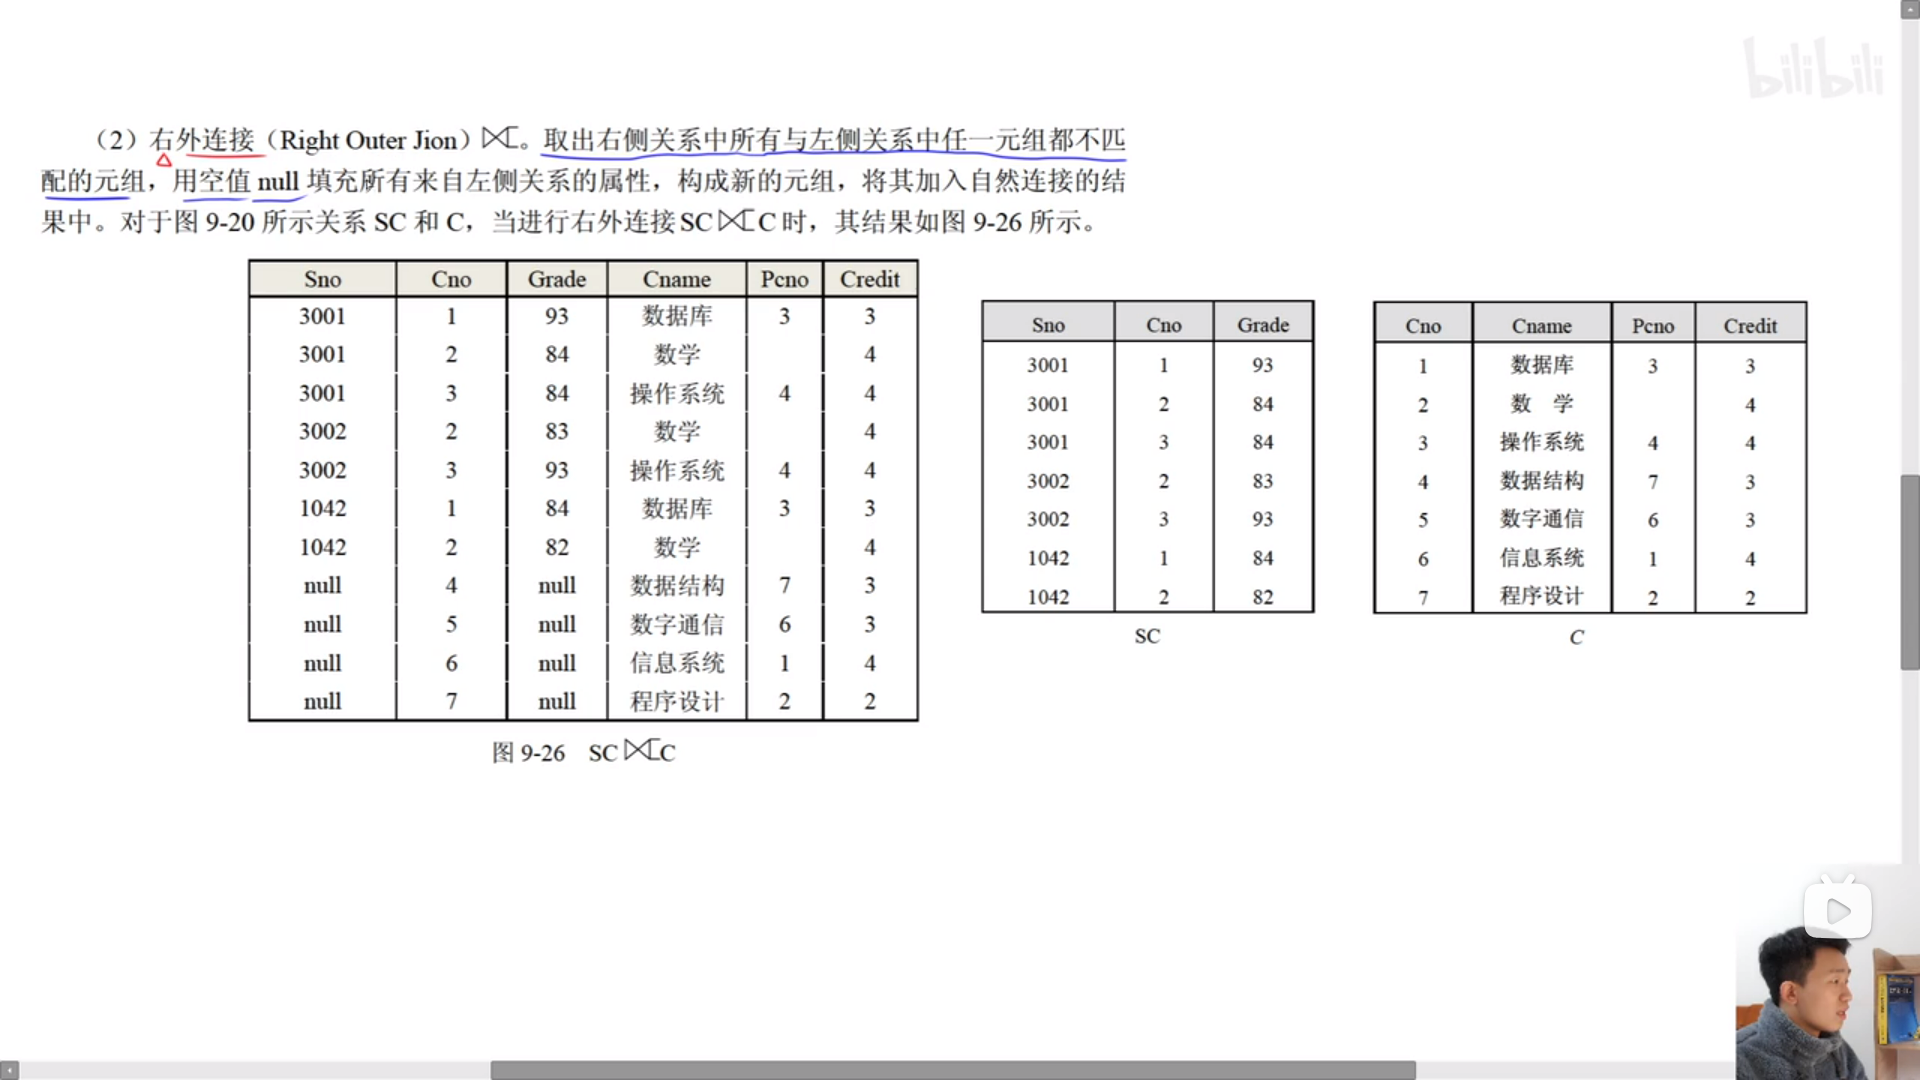 bilibili
（2）右外连接（Right Outer Jion）⟖。取出右侧关系中所有与左侧关系中任一元组都不匹
配的元组，用空值 null 填充所有来自左侧关系的属性，构成新的元组，将其加入自然连接的结
果中。对于图 9-20 所示关系 SC 和 C，当进行右外连接 SC⟖C 时，其结果如图 9-26 所示。
Sno Cno Grade Cname Pcno Credit
3001 1 93 数据库 3 3
3001 2 84 数学 4
3001 3 84 操作系统 4 4
3002 2 83 数学 4
3002 3 93 操作系统 4 4
1042 1 84 数据库 3 3
1042 2 82 数学 4
null 4 null 数据结构 7 3
null 5 null 数字通信 6 3
null 6 null 信息系统 1 4
null 7 null 程序设计 2 2
图 9-26 SC⟖C
Sno Cno Grade
3001 1 93
3001 2 84
3001 3 84
3002 2 83
3002 3 93
1042 1 84
1042 2 82
SC
Cno Cname Pcno Credit
1 数据库 3 3
2 数 学 4
3 操作系统 4 4
4 数据结构 7 3
5 数字通信 6 3
6 信息系统 1 4
7 程序设计 2 2
C